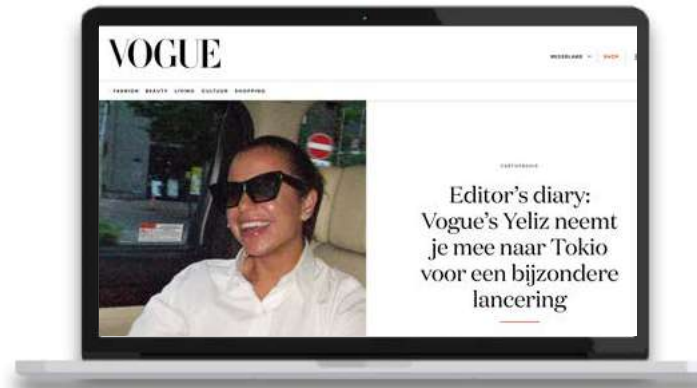 VOGUE
NEDERLAND
SHOP
FASHION BEAUTY LIVING CULTUUR SHOPPING
Editor's diary:
Vogue's Yeliz neemt
je mee naar Tokio
voor een bijzondere
lancering